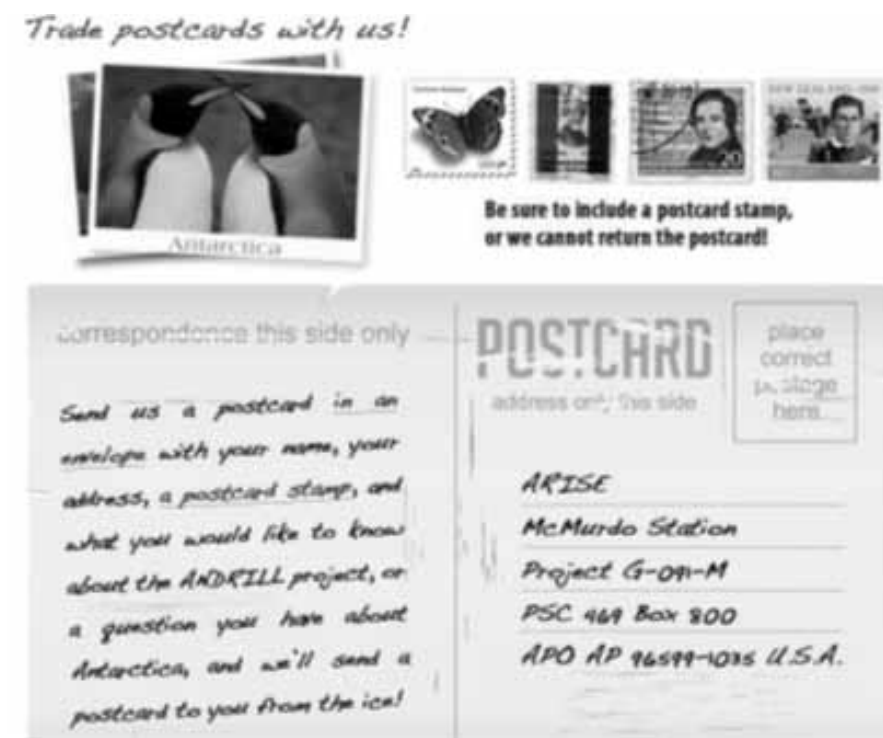 Trade postcards with us!
Antarctica
NEW ZEALAND
20
Be sure to include a postcard stamp,
or we cannot return the postcard!
correspondence this side only
Send us a postcard in an
envelope with your name, your
address, a postcard stamp, and
what you would like to know
about the ANDRILL project, or
a question you have about
Antarctica, and we'll send a
postcard to you from the ice!
POSTCARD
address only this side
place
correct
postage
here
ARISE
McMurdo Station
Project G-091-M
PSC 469 Box 800
APO AP 96599-1035 U.S.A.